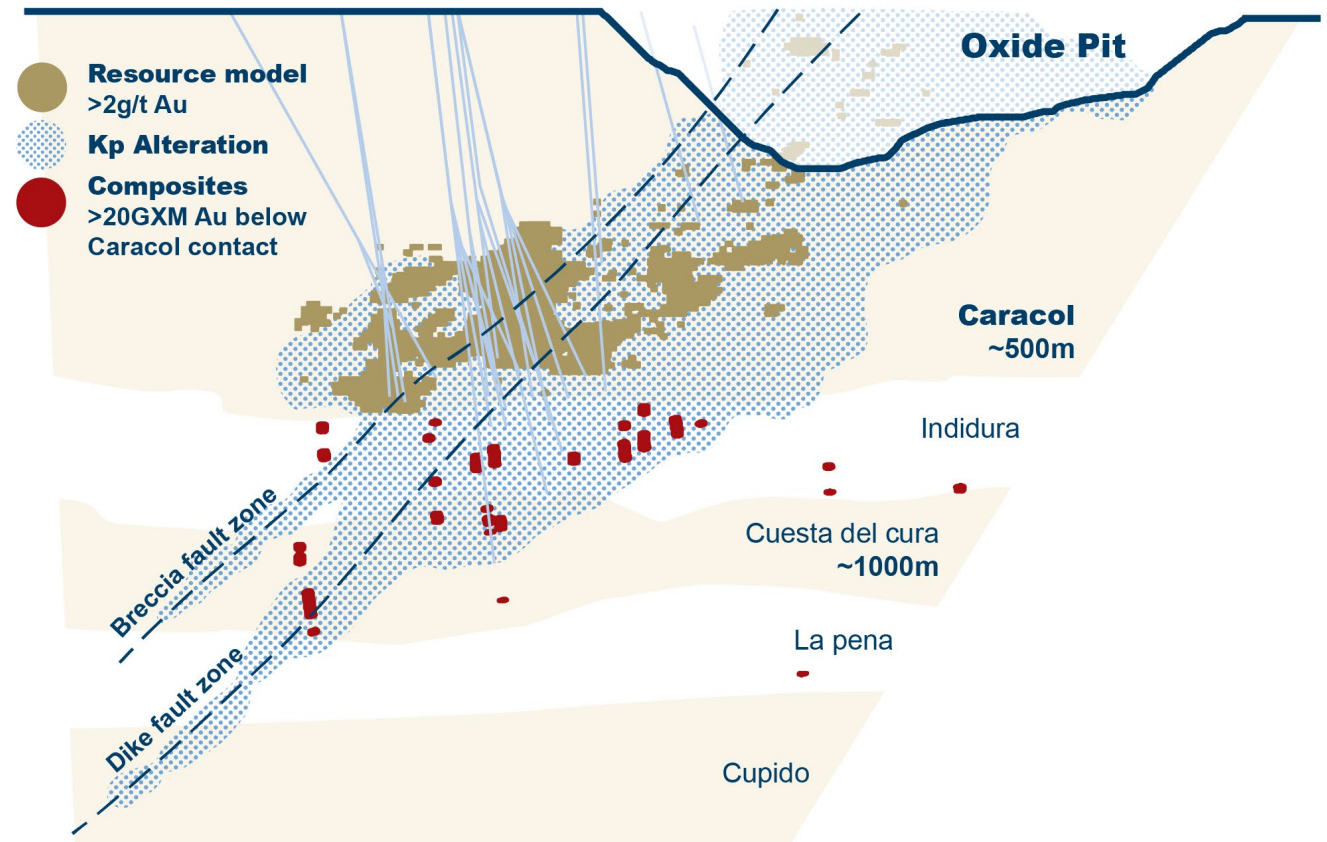 Oxide Pit
Resource model
>2g/t Au
Kp Alteration
Composites
>20GXM Au below
Caracol contact
Caracol
~500m
Indidura
Cuesta del cura
~1000m
Breccia fault zone
La pena
Dike fault zone
Cupido